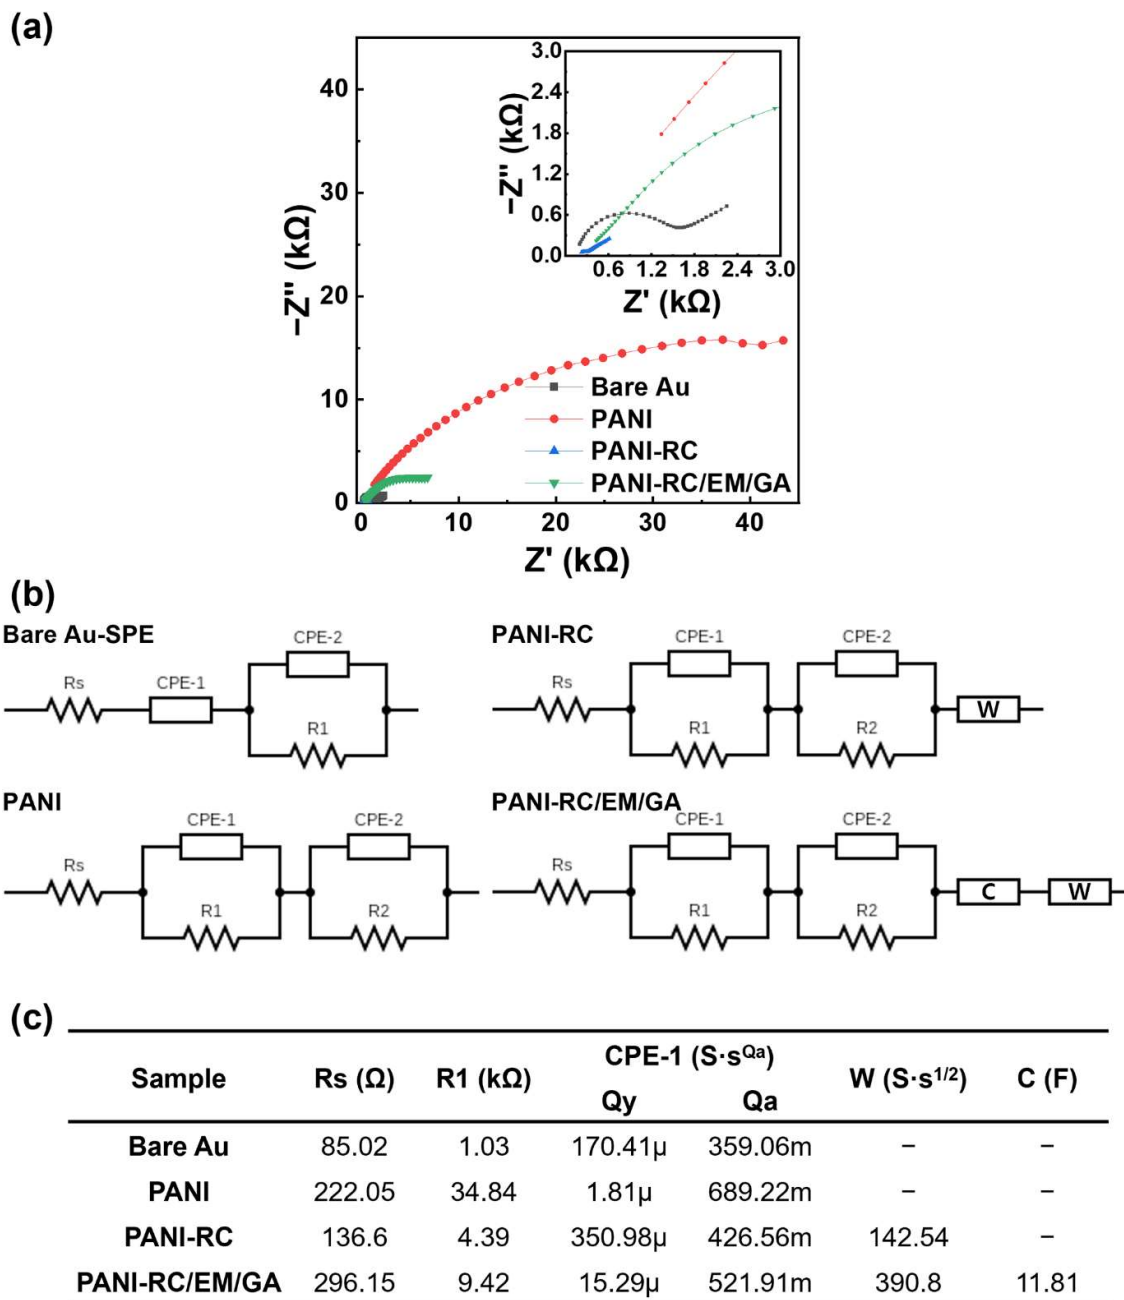 (a)
40
30
20
10
0
−Z'' (kΩ)
0 10 20 30 40
Z' (kΩ)
3.0
2.4
1.8
1.2
0.6
0.0
−Z'' (kΩ)
0.6 1.2 1.8 2.4 3.0
Z' (kΩ)
Bare Au
PANI
PANI-RC
PANI-RC/EM/GA
(b)
Bare Au-SPE
Rs
CPE-1
CPE-2
R1
PANI-RC
Rs
CPE-1
R1
CPE-2
R2
W
PANI
Rs
CPE-1
R1
CPE-2
R2
PANI-RC/EM/GA
Rs
CPE-1
R1
CPE-2
R2
C
W
(c)
Sample Rs (Ω) R1 (kΩ) CPE-1 (S·s^Qa) W (S·s^1/2) C (F)
Qy Qa
Bare Au 85.02 1.03 170.41μ 359.06m − −
PANI 222.05 34.84 1.81μ 689.22m − −
PANI-RC 136.6 4.39 350.98μ 426.56m 142.54 −
PANI-RC/EM/GA 296.15 9.42 15.29μ 521.91m 390.8 11.81